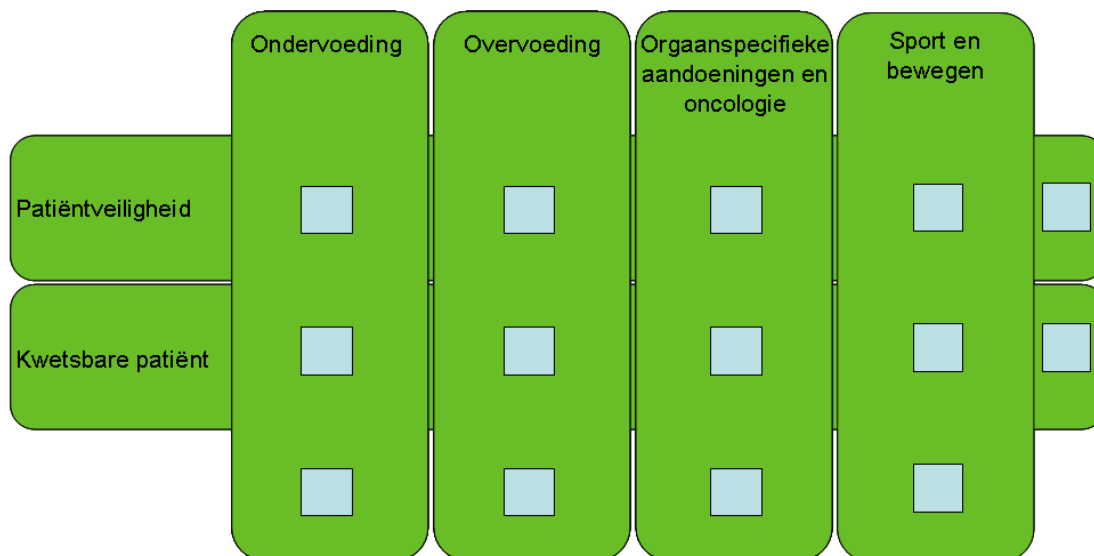 Ondervoeding
Overvoeding
Orgaanspecifieke
aandoeningen en
oncologie
Sport en
bewegen
Patiëntveiligheid
Kwetsbare patiënt